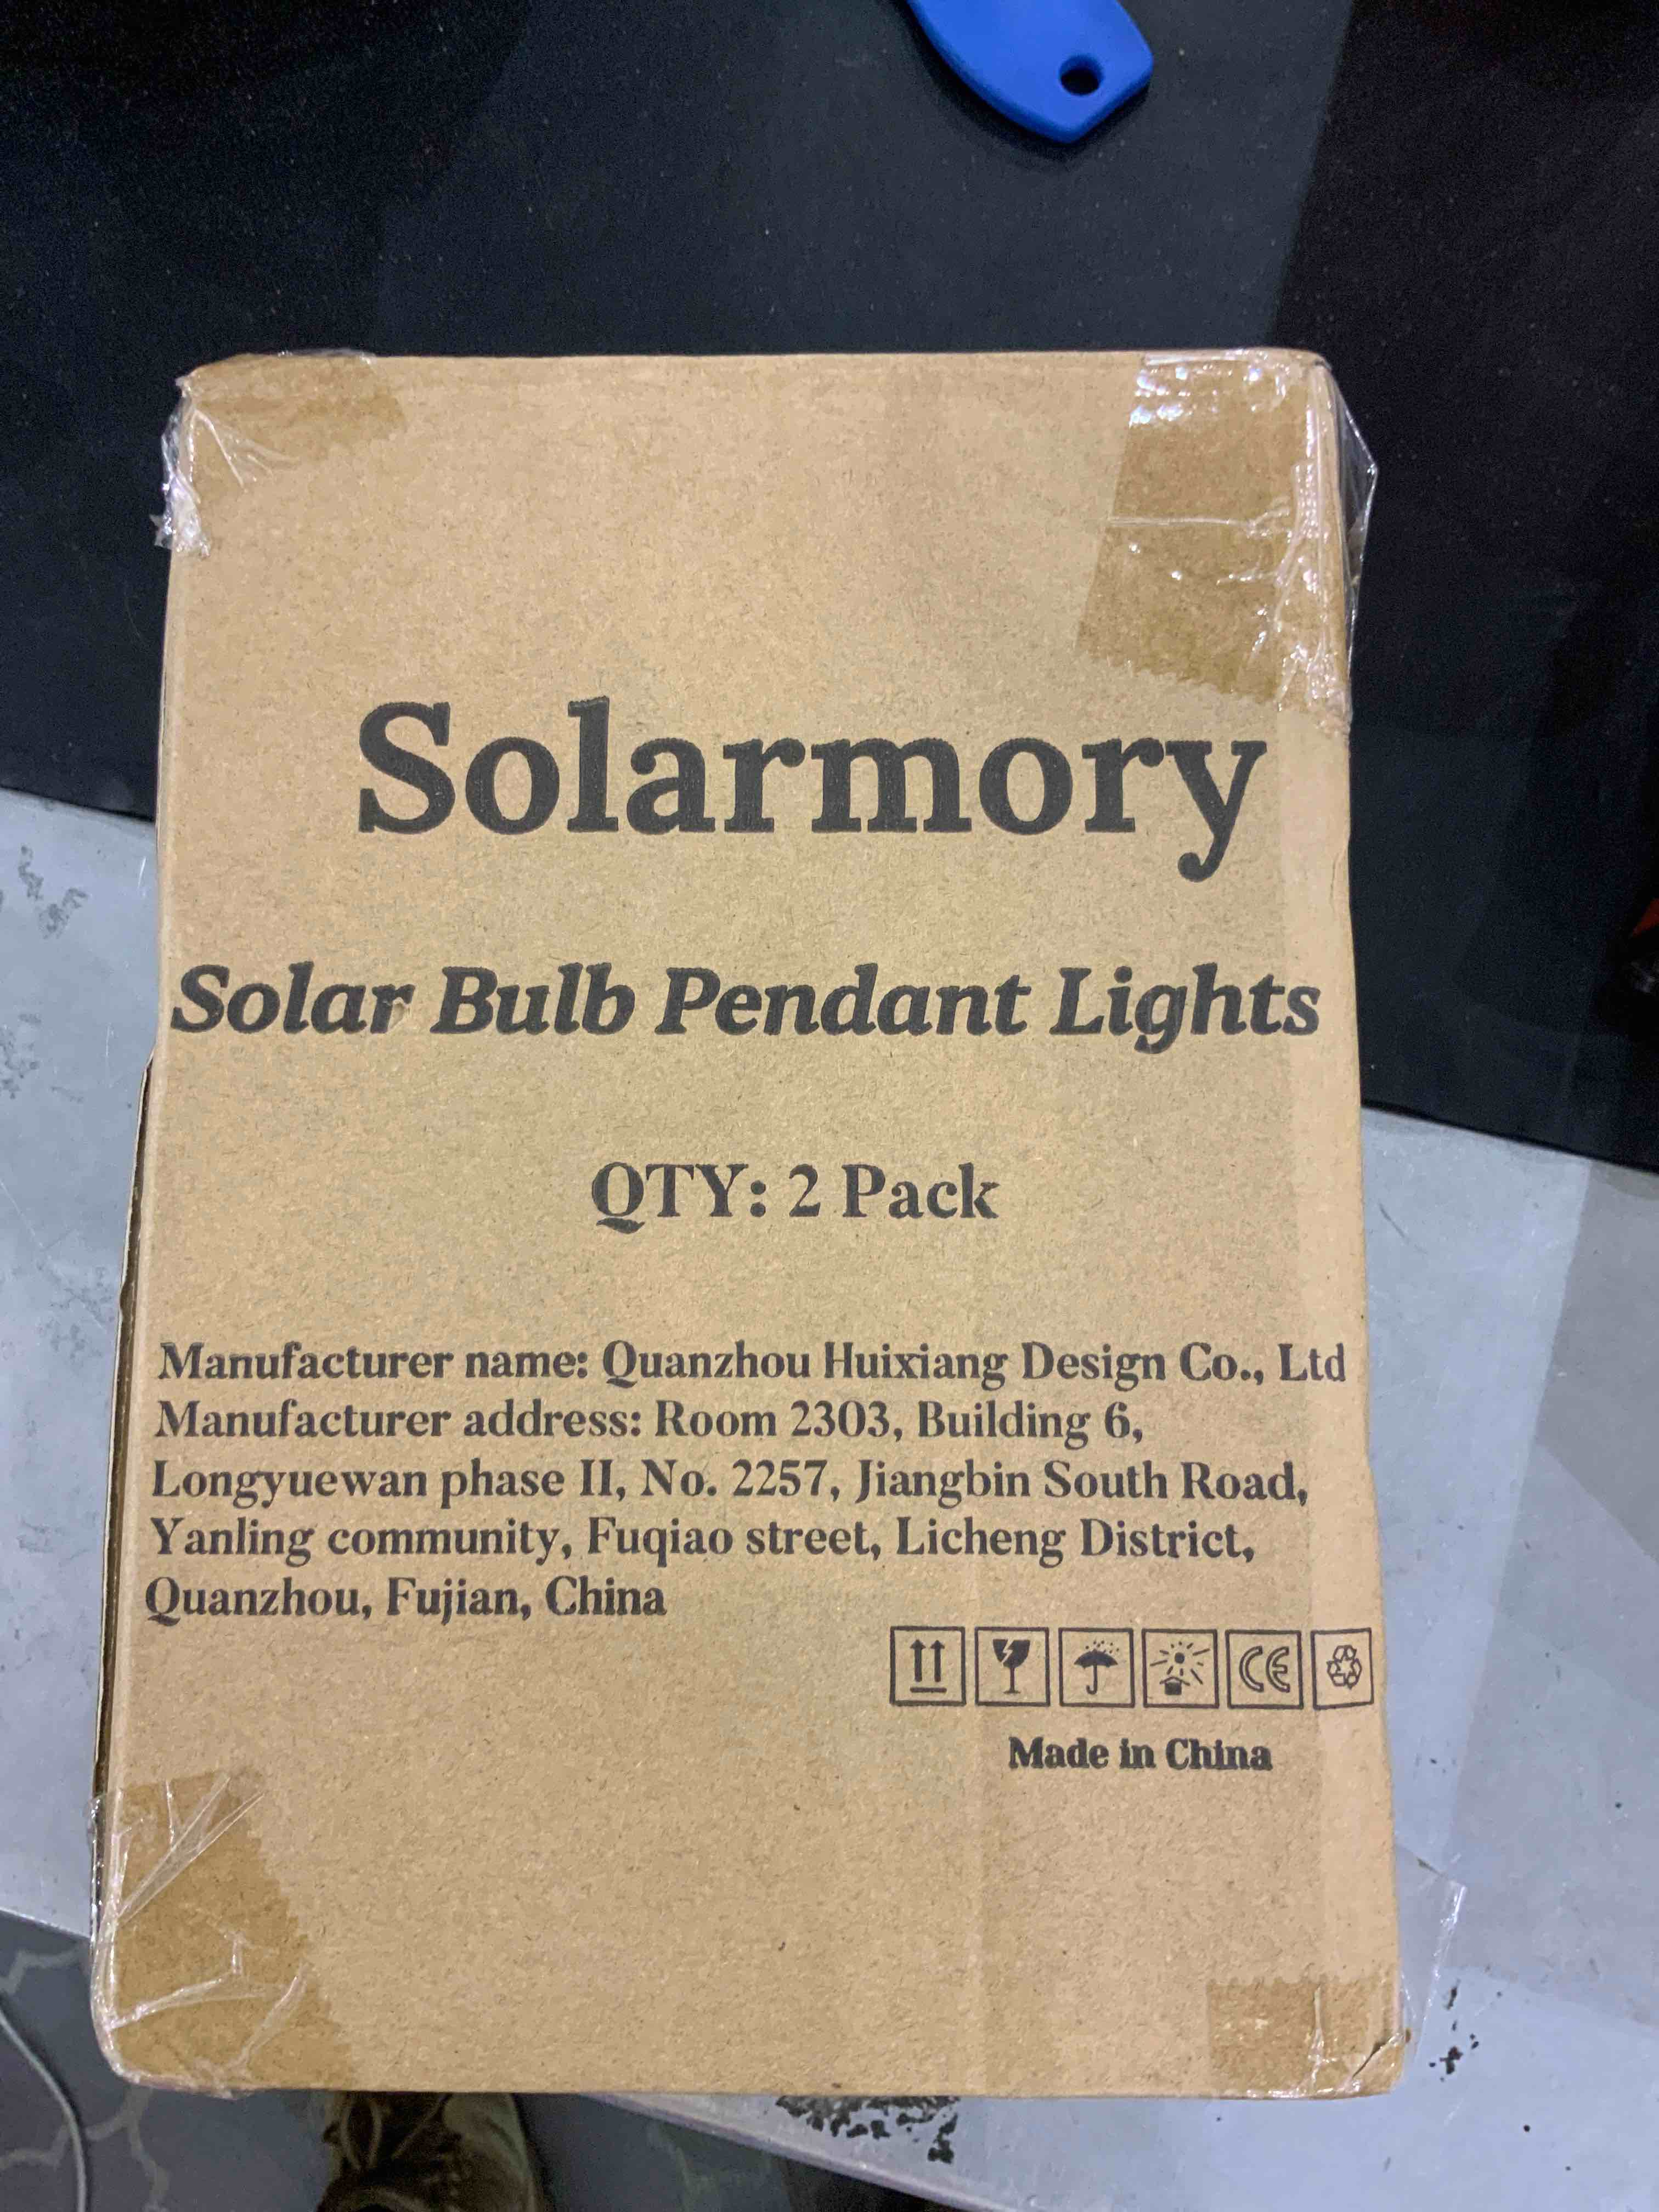 Solarmory
Solar Bulb Pendant Lights
QTY: 2 Pack
Manufacturer name: Quanzhou Huixiang Design Co., Ltd
Manufacturer address: Room 2303, Building 6,
Longyuewan phase II, No. 2257, Jiangbin South Road,
Yanling community, Fuqiao street, Licheng District,
Quanzhou, Fujian, China
CE
Made in China